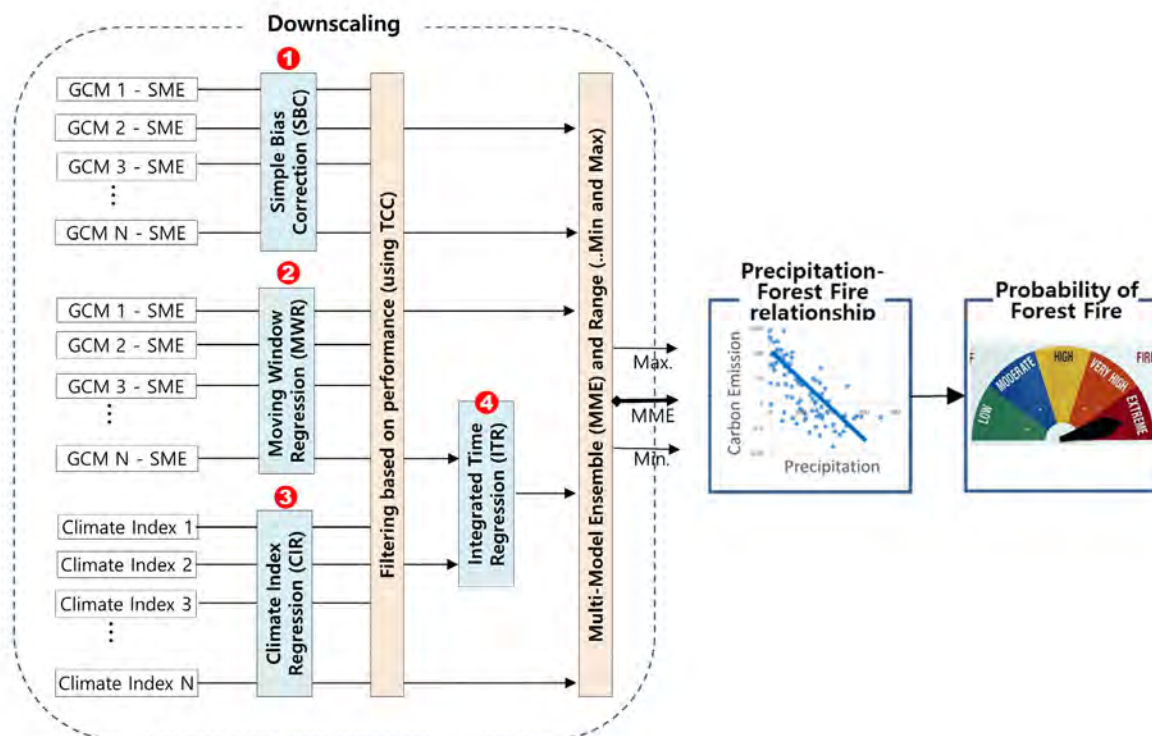 Downscaling
1
GCM 1 - SME
GCM 2 - SME
GCM 3 - SME
GCM N - SME
Simple Bias
Correction (SBC)
2
GCM 1 - SME
GCM 2 - SME
GCM 3 - SME
GCM N - SME
Moving Window
Regression (MWR)
3
Climate Index 1
Climate Index 2
Climate Index 3
Climate Index N
Climate Index
Regression (CIR)
Filtering based on performance (using TCC)
4
Integrated Time
Regression (ITR)
Multi-Model Ensemble (MME) and Range (..Min and Max)
Max.
MME
Min.
Precipitation-
Forest Fire
relationship
Carbon Emission
Precipitation
Probability of
Forest Fire
F
FIR
LOW
MODERATE
HIGH
VERY HIGH
EXTREME